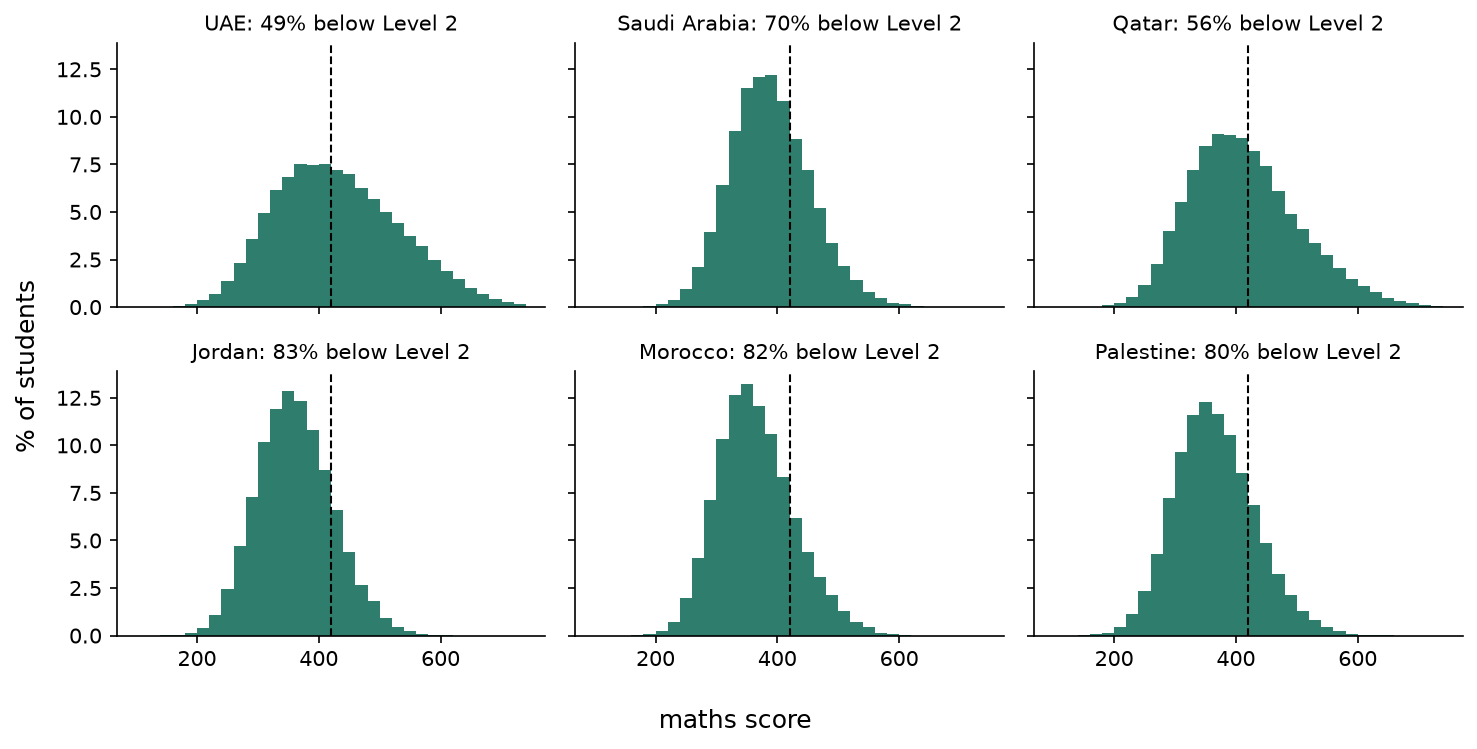 UAE: 49% below Level 2
Saudi Arabia: 70% below Level 2
Qatar: 56% below Level 2
12.5
10.0
7.5
5.0
2.5
0.0
% of students
Jordan: 83% below Level 2
Morocco: 82% below Level 2
Palestine: 80% below Level 2
12.5
10.0
7.5
5.0
2.5
0.0
200 400 600
200 400 600
200 400 600
maths score